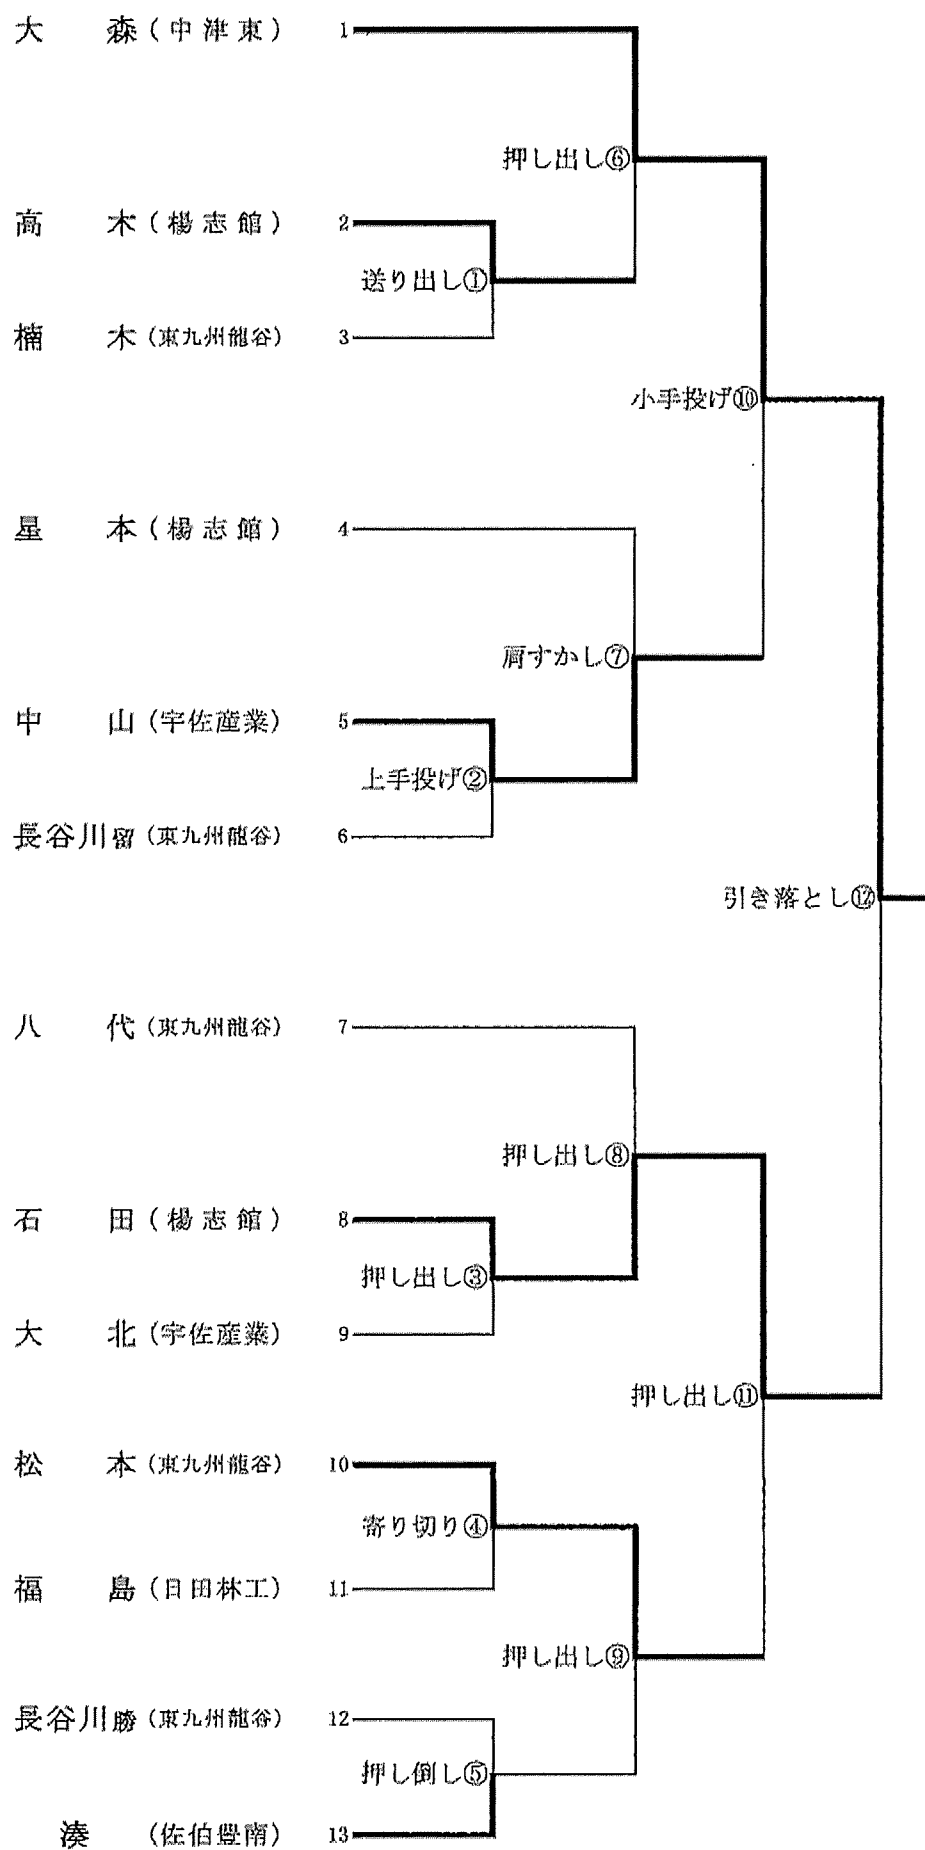 大森(中津東) 1
押し出し⑥
高木(楊志館) 2
送り出し①
楠木(東九州龍谷) 3
小手投げ⑩
星本(楊志館) 4
肩すかし⑦
中山(宇佐産業) 5
上手投げ②
長谷川留(東九州龍谷) 6
引き落とし⑫
八代(東九州龍谷) 7
押し出し⑧
石田(楊志館) 8
押し出し③
大北(宇佐産業) 9
押し出し⑪
松本(東九州龍谷) 10
寄り切り④
福島(日田林工) 11
押し出し⑨
長谷川勝(東九州龍谷) 12
押し倒し⑤
湊(佐伯豊南) 13